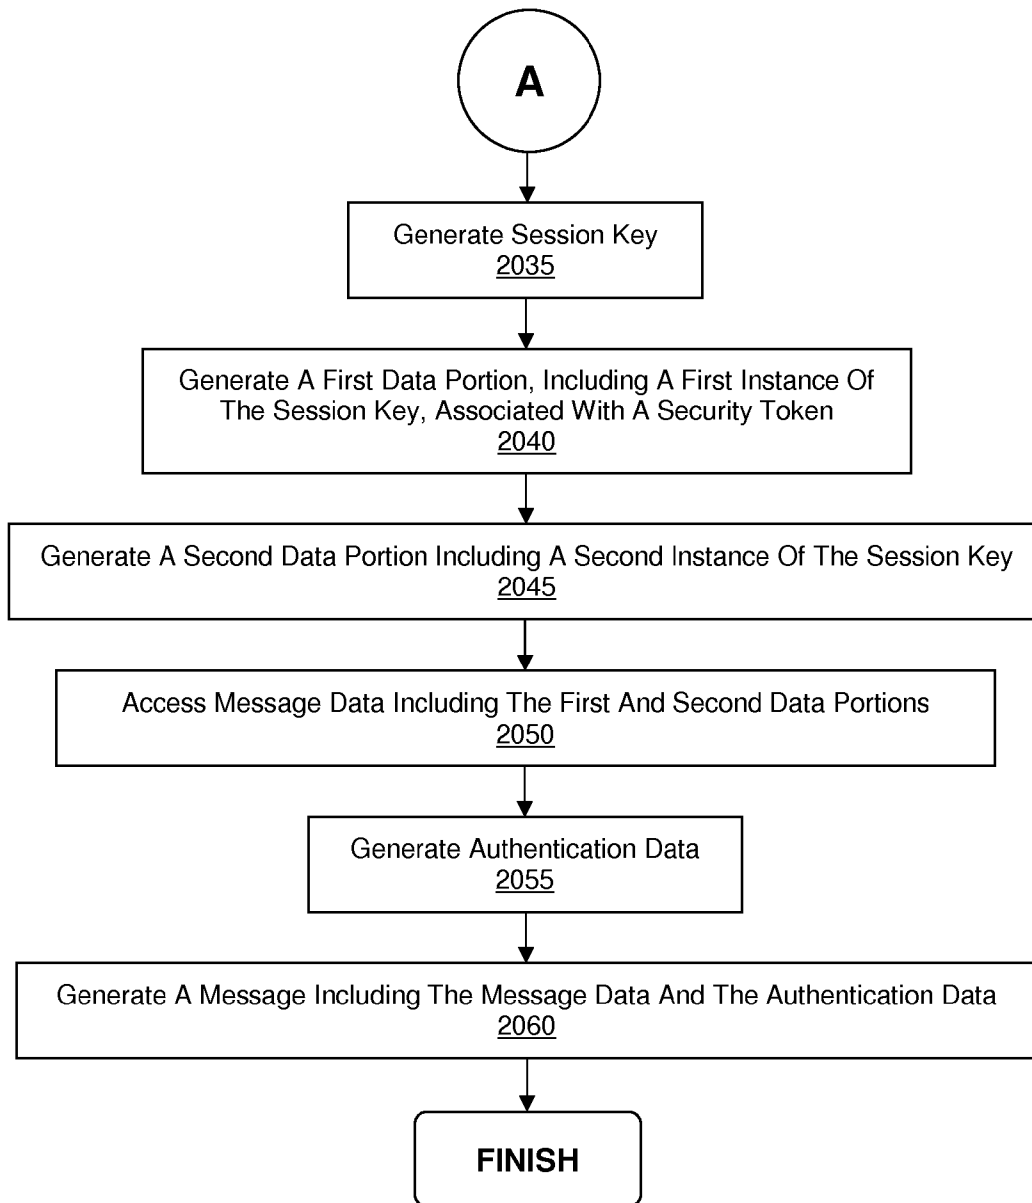 A
Generate Session Key
2035
Generate A First Data Portion, Including A First Instance Of
The Session Key, Associated With A Security Token
2040
Generate A Second Data Portion Including A Second Instance Of The Session Key
2045
Access Message Data Including The First And Second Data Portions
2050
Generate Authentication Data
2055
Generate A Message Including The Message Data And The Authentication Data
2060
FINISH